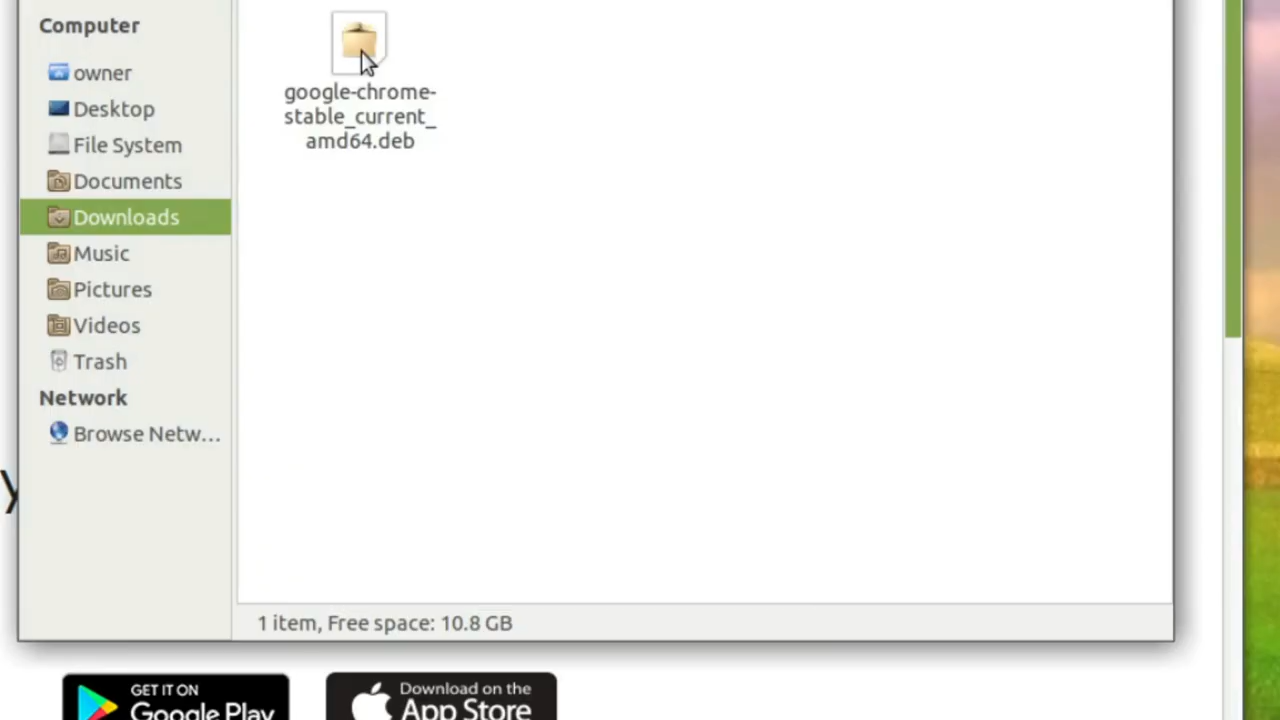 Computer
owner
Desktop
File System
Documents
Downloads
Music
Pictures
Videos
Trash
Network
Browse Netw...
google-chrome-
stable_current_
amd64.deb
1 item, Free space: 10.8 GB
GET IT ON
Google Play
Download on the
App Store